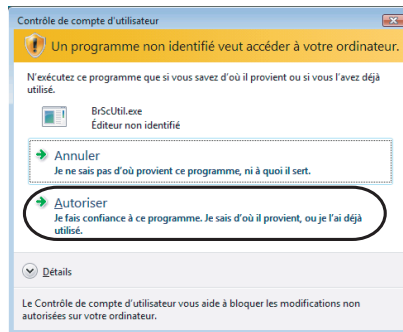 Contrôle de compte d'utilisateur
Un programme non identifié veut accéder à votre ordinateur.
N'exécutez ce programme que si vous savez d'où il provient ou si vous l'avez déjà
utilisé.
BrScUtil.exe
Éditeur non identifié
Annuler
Je ne sais pas d'où provient ce programme, ni à quoi il sert.
Autoriser
Je fais confiance à ce programme. Je sais d'où il provient, ou je l'ai déjà
utilisé.
Détails
Le Contrôle de compte d'utilisateur vous aide à bloquer les modifications non
autorisées sur votre ordinateur.